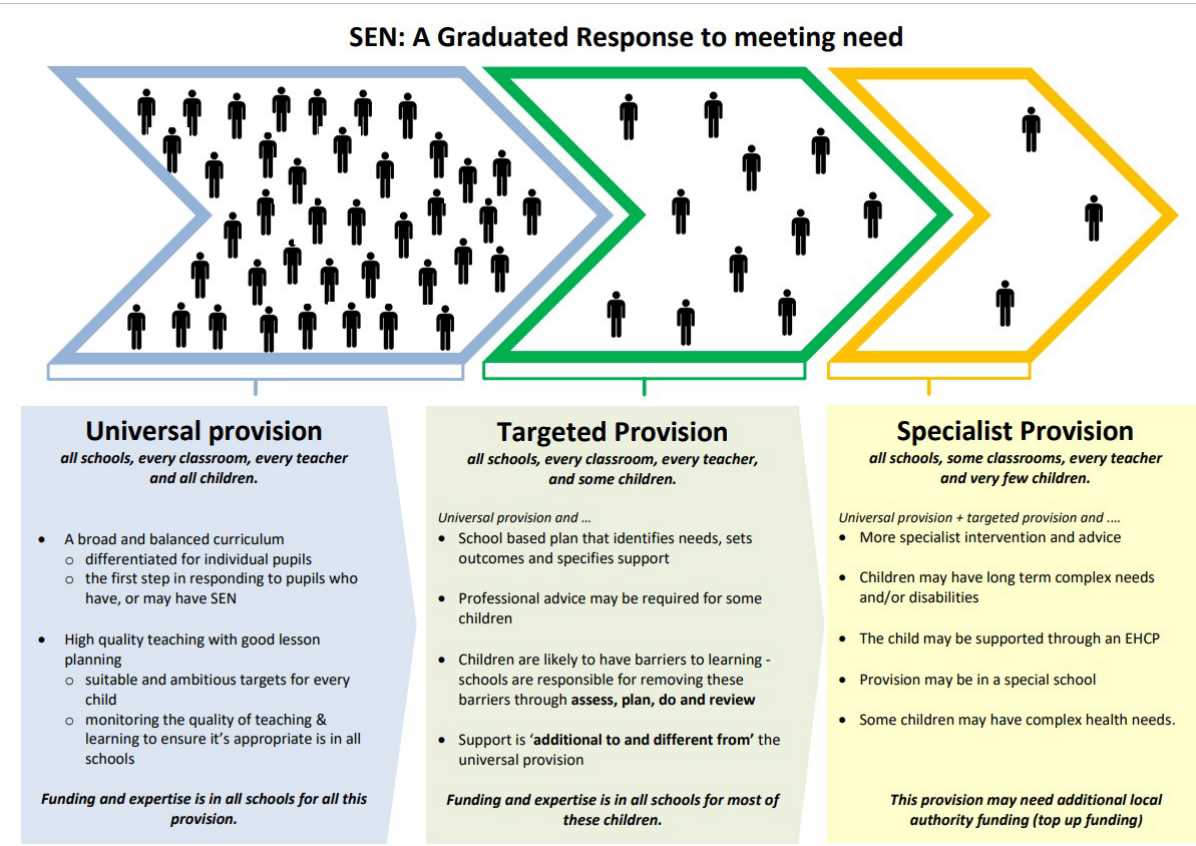 SEN: A Graduated Response to meeting need
Universal provision
all schools, every classroom, every teacher
and all children.
• A broad and balanced curriculum
o differentiated for individual pupils
o the first step in responding to pupils who
have, or may have SEN
• High quality teaching with good lesson
planning
o suitable and ambitious targets for every
child
o monitoring the quality of teaching &
learning to ensure it's appropriate is in all
schools
Funding and expertise is in all schools for all this
provision.
Targeted Provision
all schools, every classroom, every teacher,
and some children.
Universal provision and ...
• School based plan that identifies needs, sets
outcomes and specifies support
• Professional advice may be required for some
children
• Children are likely to have barriers to learning -
schools are responsible for removing these
barriers through assess, plan, do and review
• Support is ‘additional to and different from’ the
universal provision
Funding and expertise is in all schools for most of
these children.
Specialist Provision
all schools, some classrooms, every teacher
and very few children.
Universal provision + targeted provision and ....
• More specialist intervention and advice
• Children may have long term complex needs
and/or disabilities
• The child may be supported through an EHCP
• Provision may be in a special school
• Some children may have complex health needs.
This provision may need additional local
authority funding (top up funding)